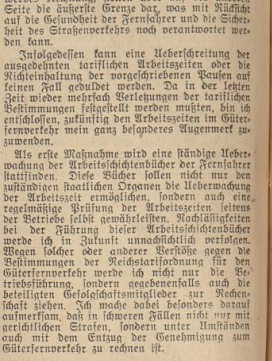 Seite die äußerste Grenze dar, was mit Rücksicht
auf die Gesundheit der Fernfahrer und die Sicher-
heit des Straßenverkehrs noch verantwortet wer-
den kann.
Infolgedessen kann eine Ueberschreitung der
ausgedehnten tariflichen Arbeitszeiten oder die
Nichteinhaltung der vorgeschriebenen Pausen auf
keinen Fall geduldet werden. Da in der letzten
Zeit wieder mehrfach Verletzungen der tariflichen
Bestimmungen festgestellt werden mußten, bin ich
entschlossen, zukünftig den Arbeitszeiten im Güter-
fernverkehr mein ganz besonderes Augenmerk zu-
zuwenden.
Als erste Maßnahme wird eine ständige Ueber-
wachung der Arbeitsschichtenbücher der Fernfahrer
stattfinden. Diese Bücher sollen nicht nur den
zuständigen staatlichen Organen die Ueberwachung
der Arbeitszeit ermöglichen, sondern auch eine
regelmäßige Prüfung der Arbeitszeiten seitens
der Betriebe selbst gewährleisten. Nachlässigkeiten
bei der Führung dieser Arbeitsschichtenbücher
werde ich in Zukunft unnachsichtlich verfolgen.
Wegen solcher oder anderer Verstöße gegen die
Bestimmungen der Reichstarifordnung für den
Güterfernverkehr werde ich nicht nur die Be-
triebsführung, sondern gegebenenfalls auch die
beteiligten Gefolgschaftsmitglieder zur Rechen-
schaft ziehen. Ich mache dabei besonders darauf
aufmerksam, daß in schweren Fällen nicht nur mit
gerichtlichen Strafen, sondern unter Umständen
auch mit dem Entzug der Genehmigung zum
Güterfernverkehr zu rechnen ist.